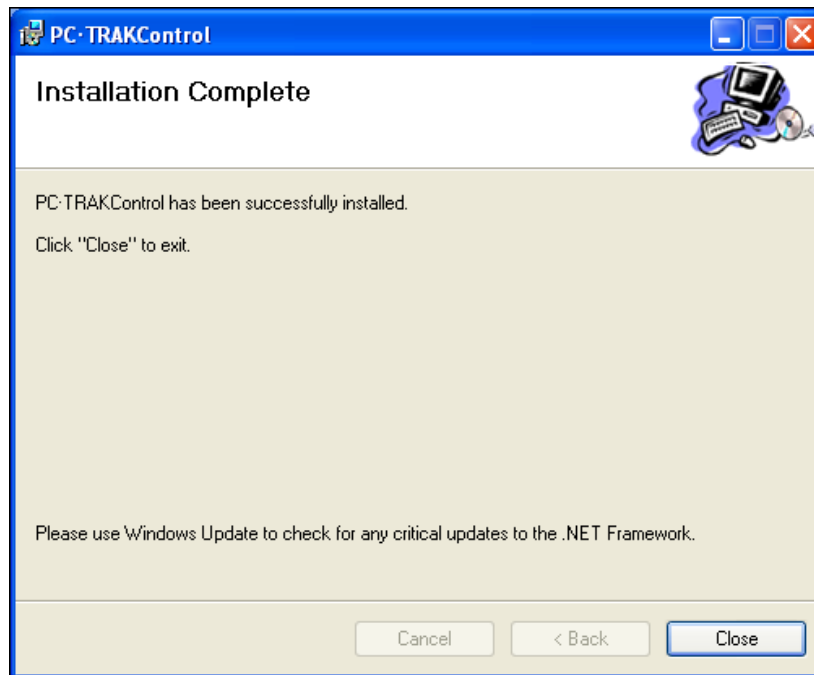 PC·TRAKControl
Installation Complete
PC·TRAKControl has been successfully installed.
Click "Close" to exit.
Please use Windows Update to check for any critical updates to the .NET Framework.
Cancel
< Back
Close